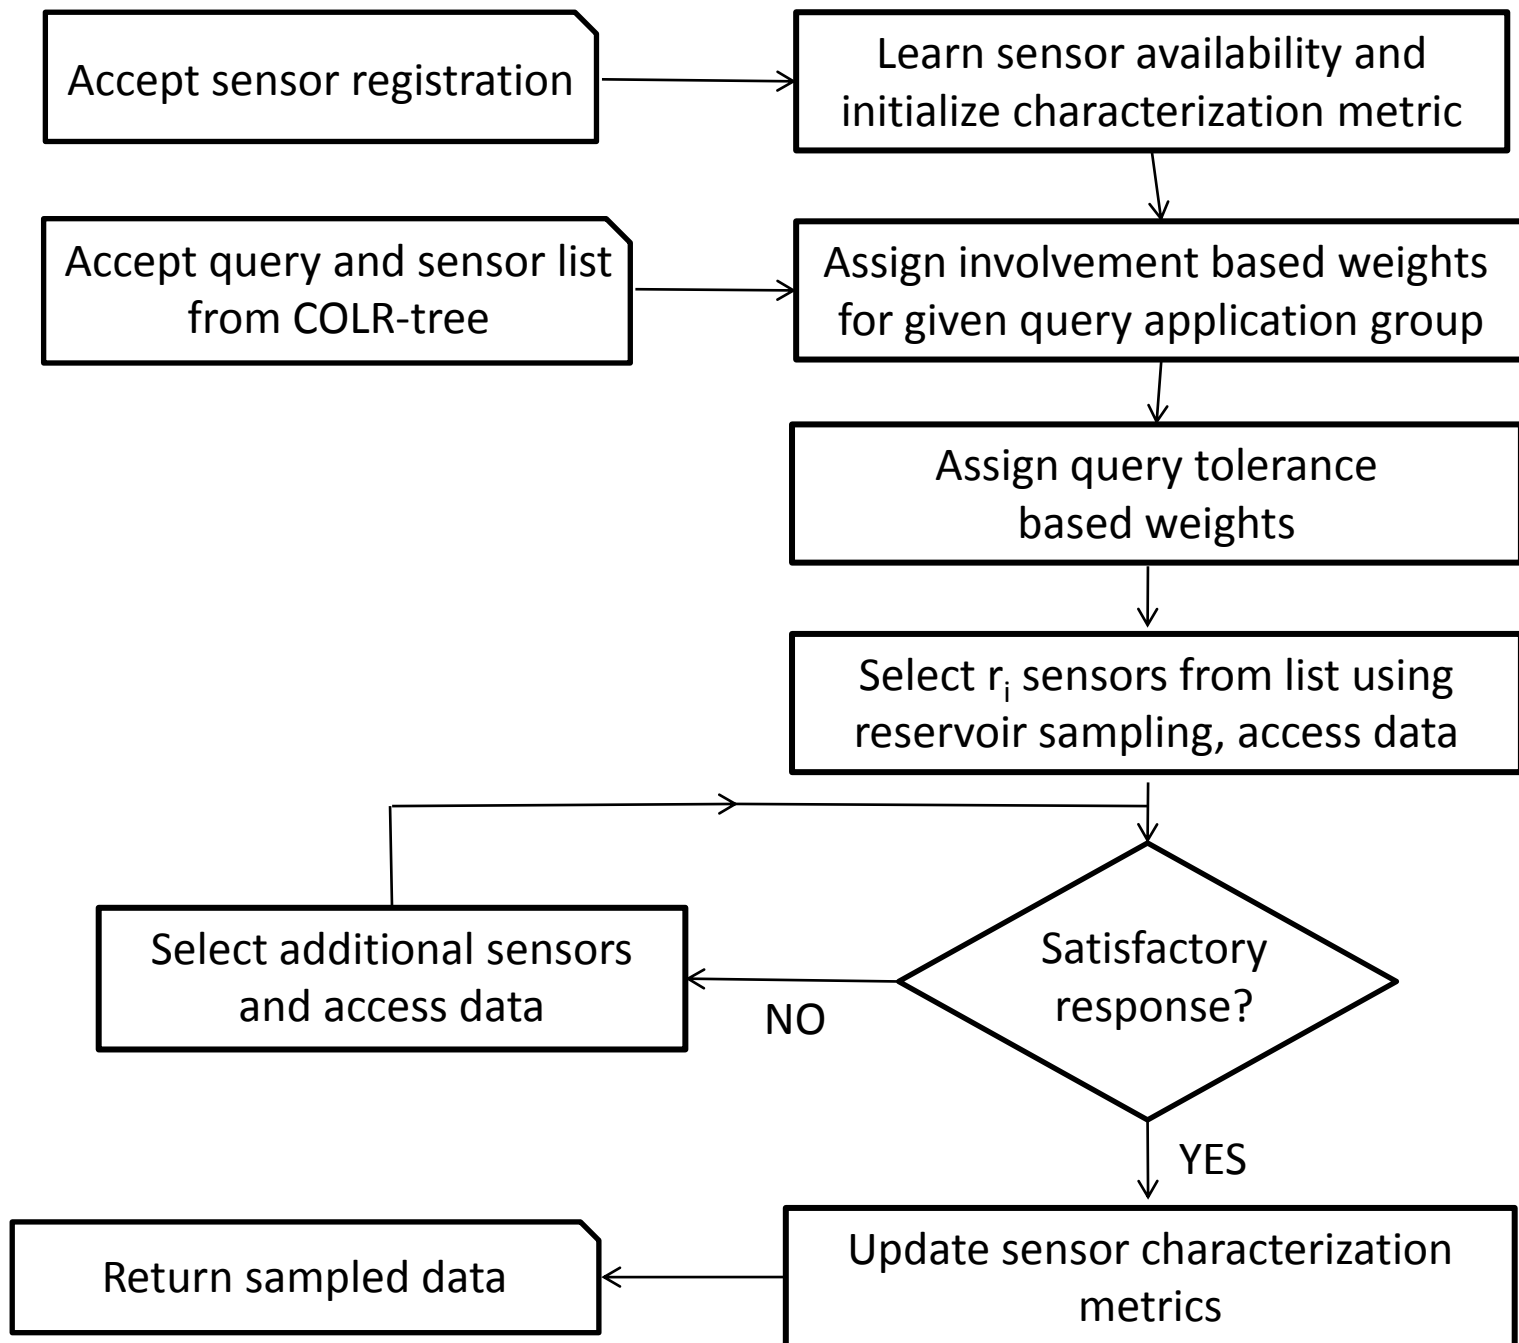 Accept sensor registration
Learn sensor availability and
initialize characterization metric
Accept query and sensor list
from COLR-tree
Assign involvement based weights
for given query application group
Assign query tolerance
based weights
Select rᵢ sensors from list using
reservoir sampling, access data
Select additional sensors
and access data
NO
Satisfactory
response?
YES
Return sampled data
Update sensor characterization
metrics